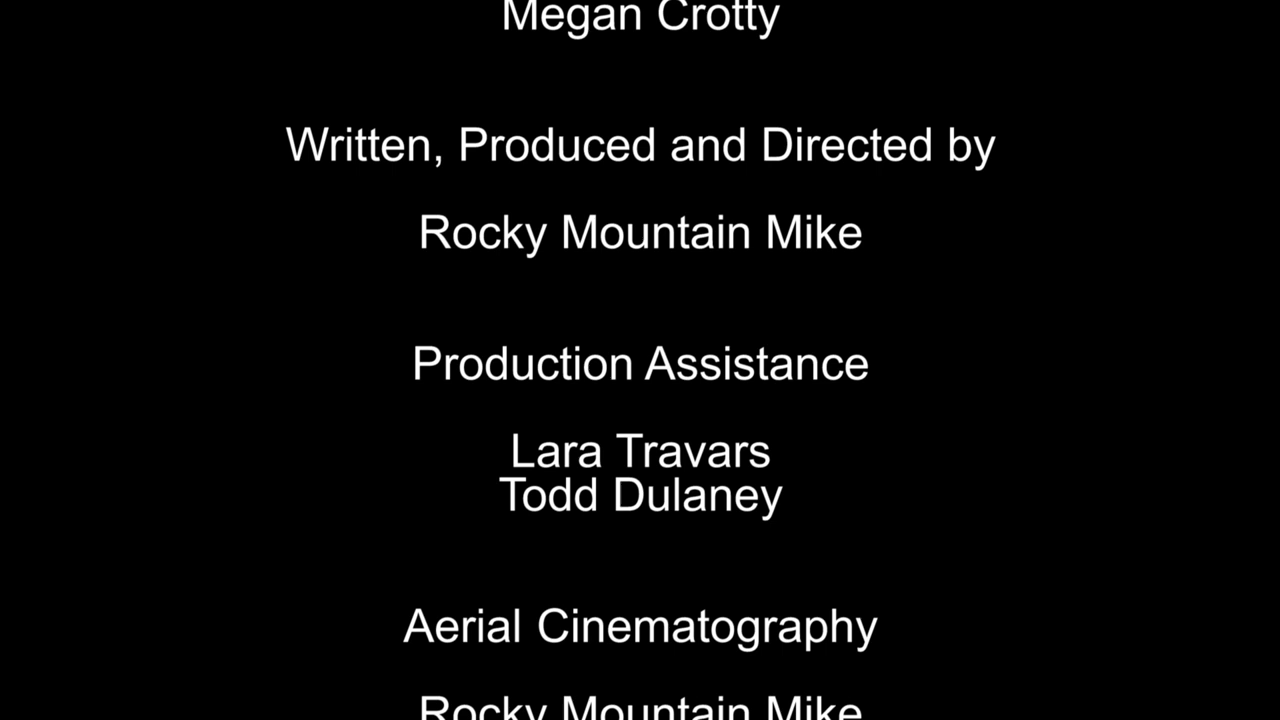 Megan Crotty
Written, Produced and Directed by
Rocky Mountain Mike
Production Assistance
Lara Travars
Todd Dulaney
Aerial Cinematography
Rocky Mountain Mike